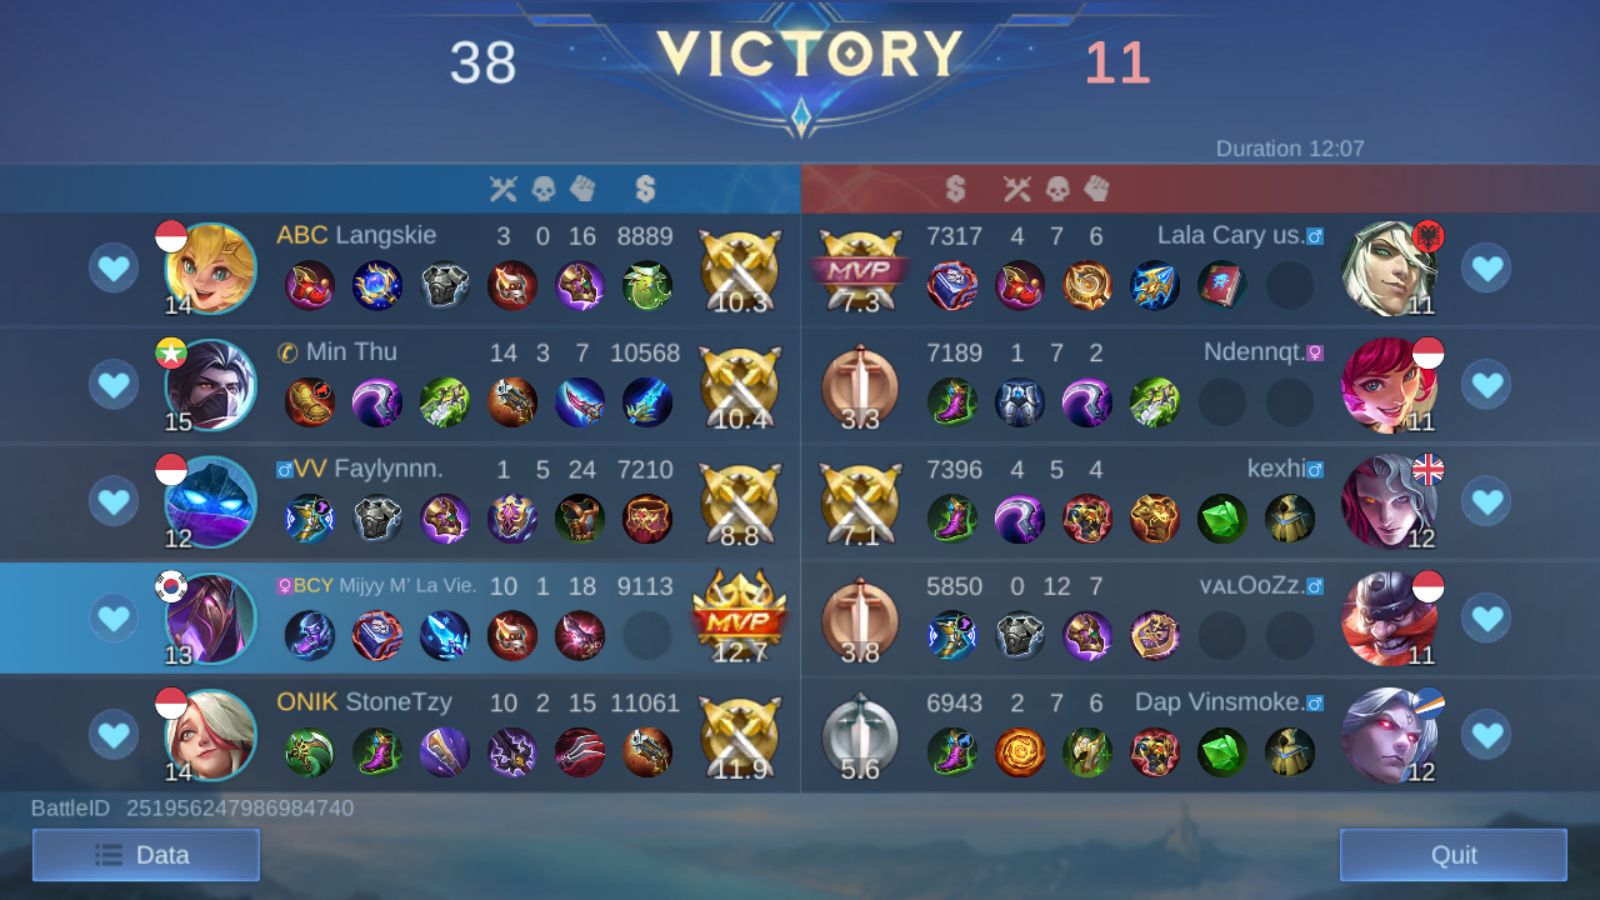 38 VICTORY 11
Duration 12:07
ABC Langskie 3 0 16 8889
14 10.3
MVP 7317 4 7 6 Lala Cary us.♂
7.3 11
✆ Min Thu 14 3 7 10568
15 10.4
7189 1 7 2 Ndennqt.♀
3.3 11
♂VV Faylynnn. 1 5 24 7210
12 8.8
7396 4 5 4 kexhi♂
7.1 12
♀BCY Mijyy M' La Vie. 10 1 18 9113
13 MVP 12.7
5850 0 12 7 ᴠᴀʟOoZz.♂
3.8 11
ONIK StoneTzy 10 2 15 11061
14 11.9
6943 2 7 6 Dap Vinsmoke.♂
5.6 12
BattleID 251956247986984740
Data
Quit